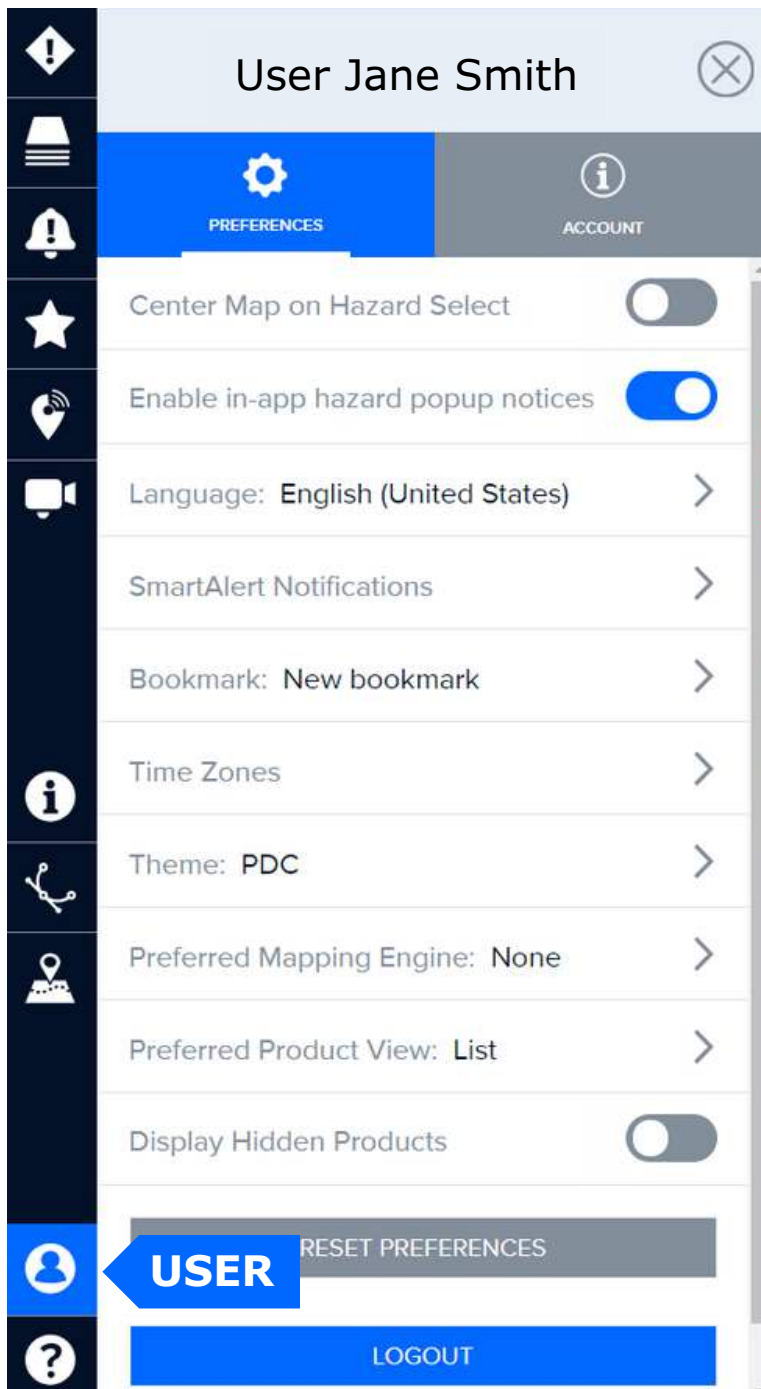 User Jane Smith
PREFERENCES
ACCOUNT
Center Map on Hazard Select
Enable in-app hazard popup notices
Language: English (United States)
SmartAlert Notifications
Bookmark: New bookmark
Time Zones
Theme: PDC
Preferred Mapping Engine: None
Preferred Product View: List
Display Hidden Products
RESET PREFERENCES
USER
LOGOUT